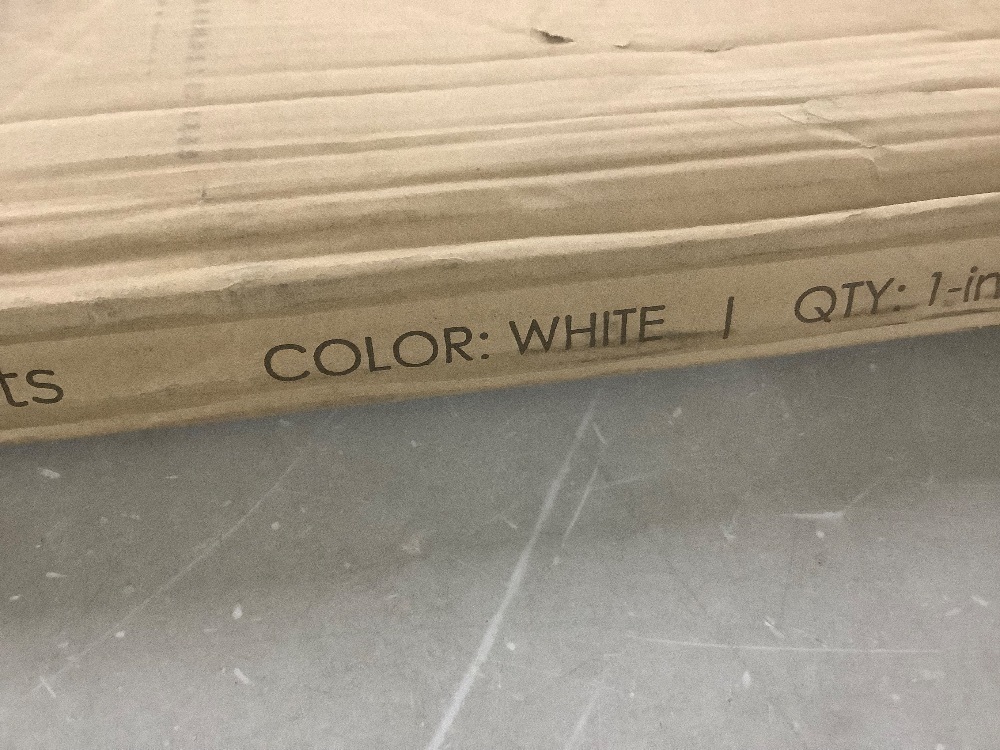 ts COLOR: WHITE | QTY: 1-in